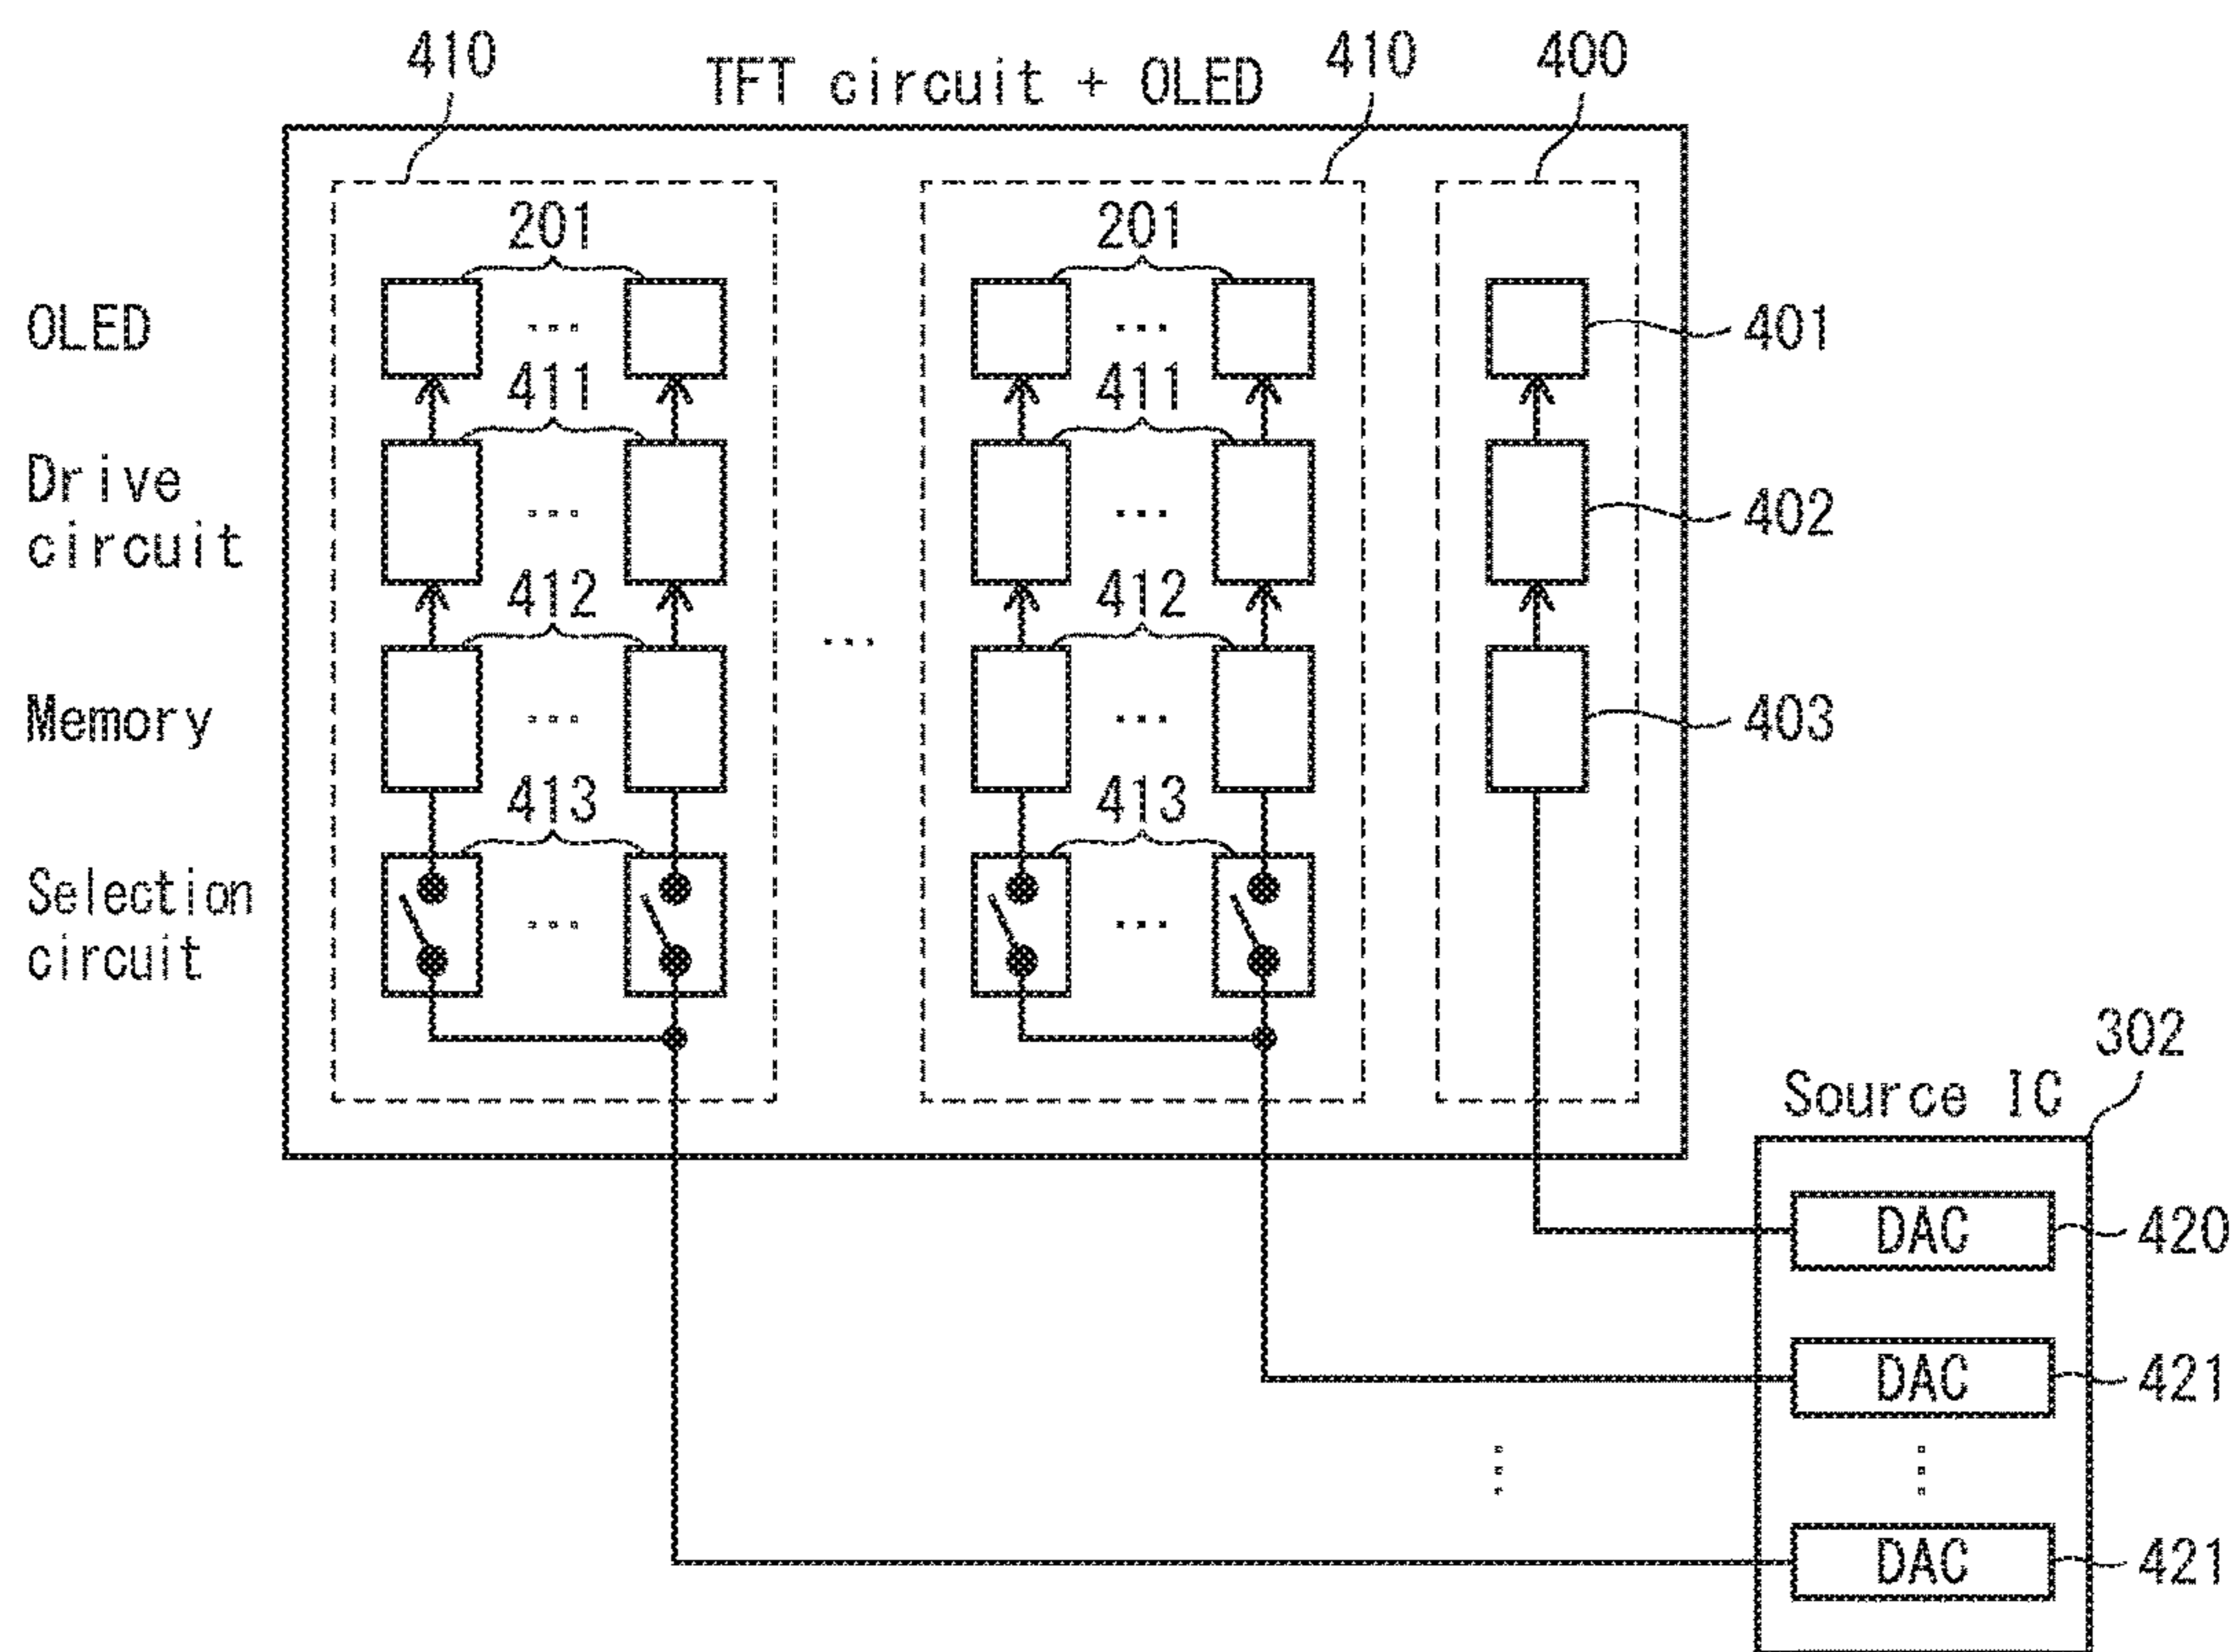 410
TFT circuit + OLED
410
400
201
201
OLED
...
...
401
411
411
Drive
circuit
...
...
402
412
412
...
Memory
...
...
403
413
413
Selection
circuit
...
...
302
Source IC
DAC
420
DAC
421
DAC
421